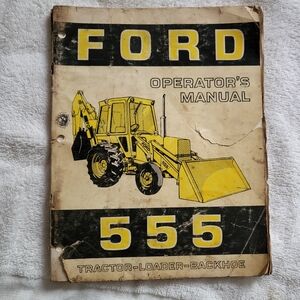 FORD
OPERATOR'S
MANUAL
555
TRACTOR-LOADER-BACKHOE